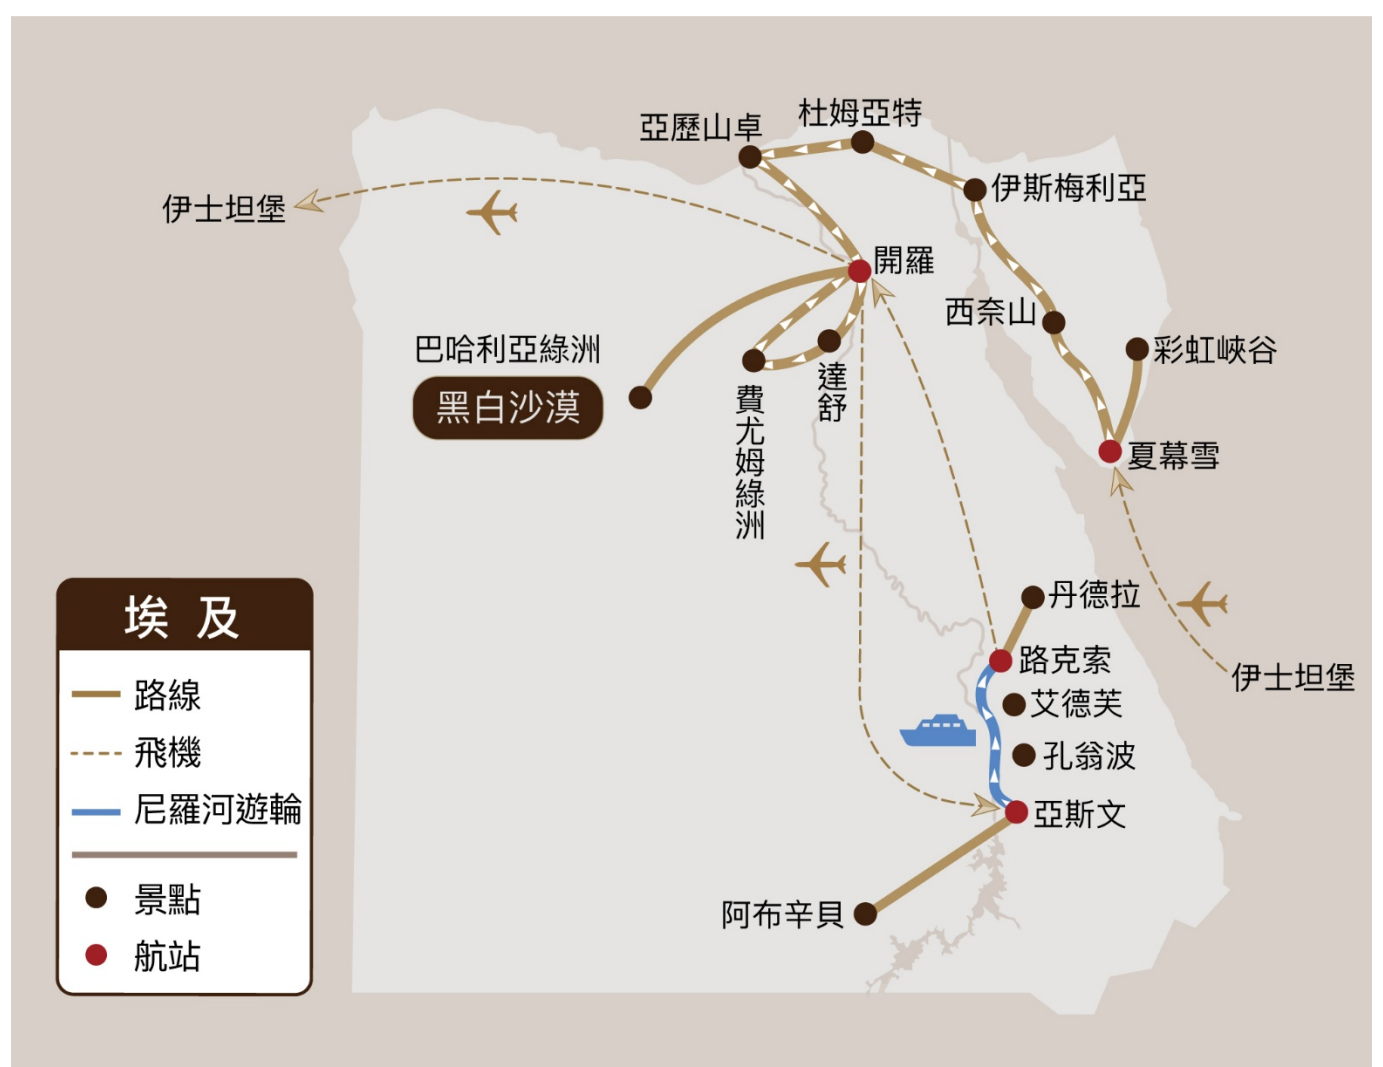 杜姆亞特
亞歷山卓
伊斯梅利亞
伊士坦堡
開羅
西奈山
巴哈利亞綠洲
黑白沙漠
達舒
費尤姆綠洲
彩虹峽谷
夏幕雪
丹德拉
路克索
伊士坦堡
艾德芙
孔翁波
亞斯文
阿布辛貝
埃及
路線
飛機
尼羅河遊輪
景點
航站